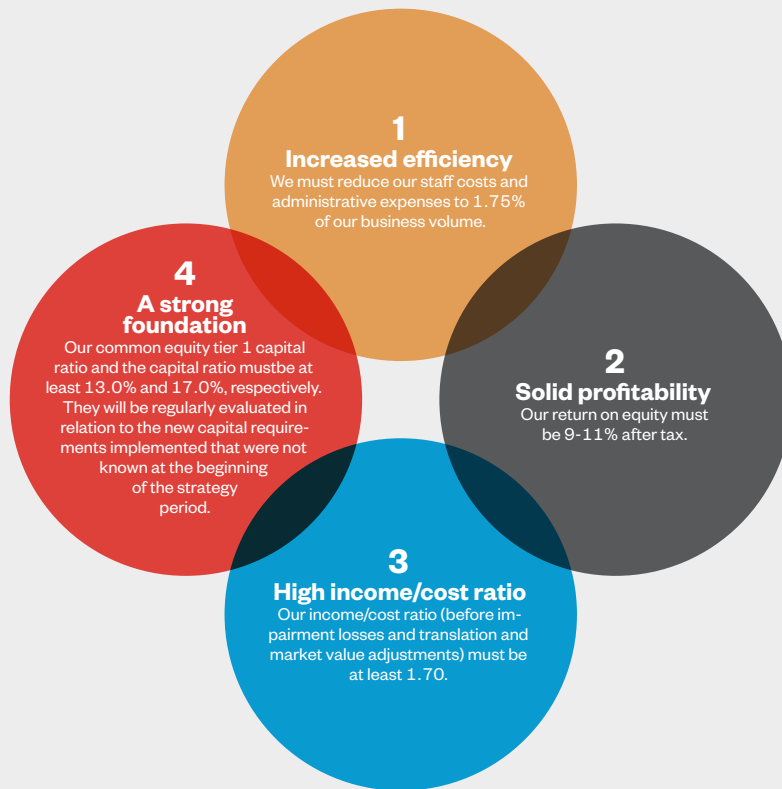 1
Increased efficiency
We must reduce our staff costs and
administrative expenses to 1.75%
of our business volume.
2
Solid profitability
Our return on equity must
be 9-11% after tax.
3
High income/cost ratio
Our income/cost ratio (before im-
pairment losses and translation and
market value adjustments) must be
at least 1.70.
4
A strong
foundation
Our common equity tier 1 capital
ratio and the capital ratio mustbe at
least 13.0% and 17.0%, respectively.
They will be regularly evaluated in
relation to the new capital require-
ments implemented that were not
known at the beginning
of the strategy
period.